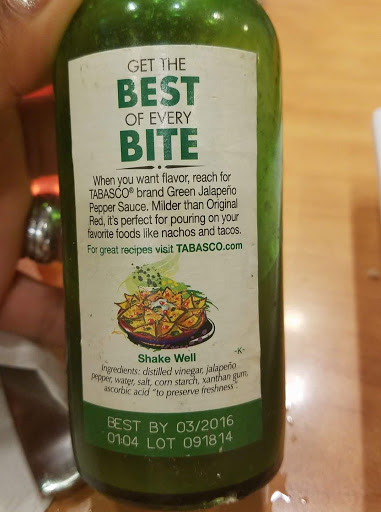 GET THE
BEST
OF EVERY
BITE
When you want flavor, reach for
TABASCO® brand Green Jalapeño
Pepper Sauce. Milder than Original
Red, it's perfect for pouring on your
favorite foods like nachos and tacos.
For great recipes visit TABASCO.com
Shake Well
-K-
Ingredients: distilled vinegar, jalapeño
pepper, water, salt, corn starch, xanthan gum,
ascorbic acid "to preserve freshness"
BEST BY 03/2016
01:04 LOT 091814